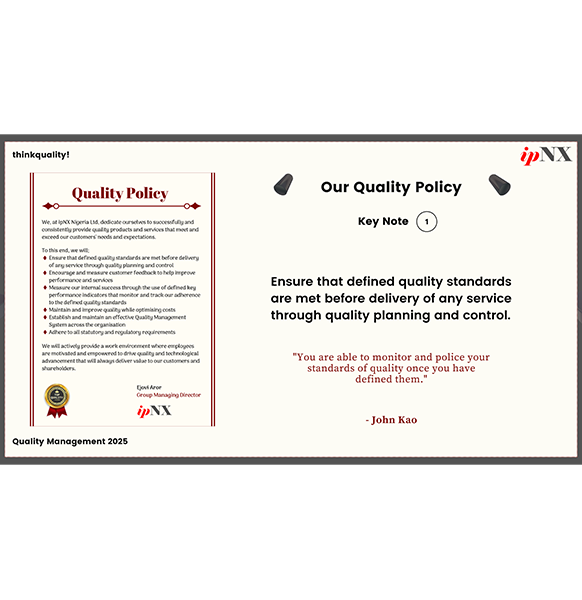 thinkquality!
ipNX
Quality Policy
We, at IpNX Nigeria Ltd, dedicate ourselves to successfully and
consistently provide quality products and services that meet and
exceed our customers' needs and expectations.
To this end, we will;
Ensure that defined quality standards are met before delivery
of any service through quality planning and control
Encourage and measure customer feedback to help improve
performance and services
Measure our internal success through the use of defined key
performance indicators that monitor and track our adherence
to the defined quality standards
Maintain and improve quality while optimising costs
Establish and maintain an effective Quality Management
System across the organisation
Adhere to all statutory and regulatory requirements
We will actively provide a work environment where employees
are motivated and empowered to drive quality and technological
advancement that will always deliver value to our customers and
shareholders.
Ejovi Aror
Group Managing Director
ipNX
Quality Management 2025
Our Quality Policy
Key Note 1
Ensure that defined quality standards
are met before delivery of any service
through quality planning and control.
"You are able to monitor and police your
standards of quality once you have
defined them."
- John Kao